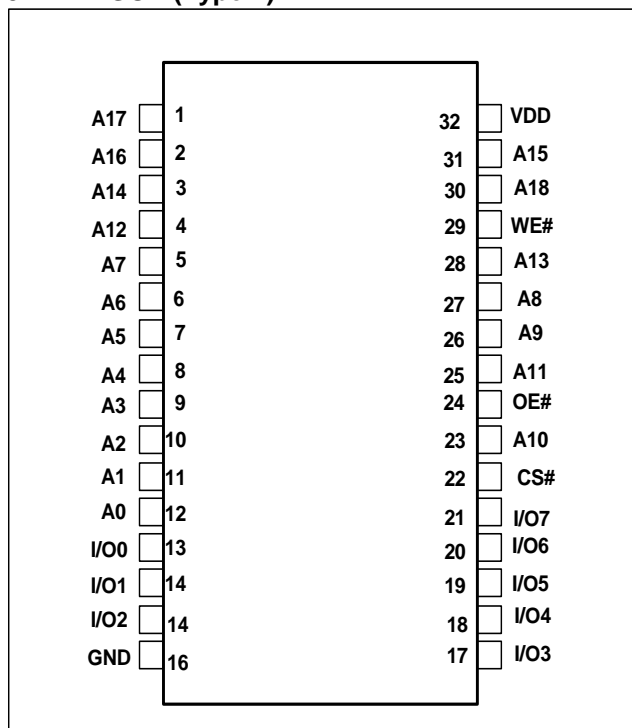 A17 1 32 VDD
A16 2 31 A15
A14 3 30 A18
A12 4 29 WE#
A7 5 28 A13
A6 6 27 A8
A5 7 26 A9
A4 8 25 A11
A3 9 24 OE#
A2 10 23 A10
A1 11 22 CS#
A0 12 21 I/O7
I/O0 13 20 I/O6
I/O1 14 19 I/O5
I/O2 14 18 I/O4
GND 16 17 I/O3